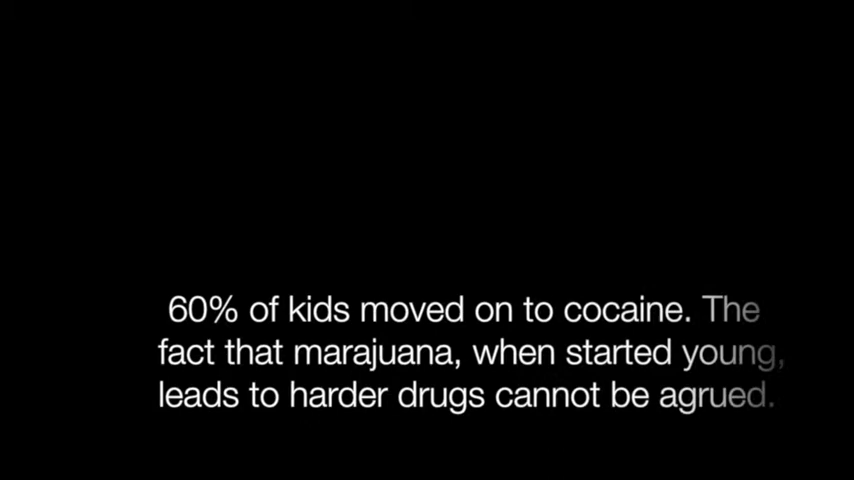 60% of kids moved on to cocaine. The
fact that marajuana, when started young,
leads to harder drugs cannot be agrued.